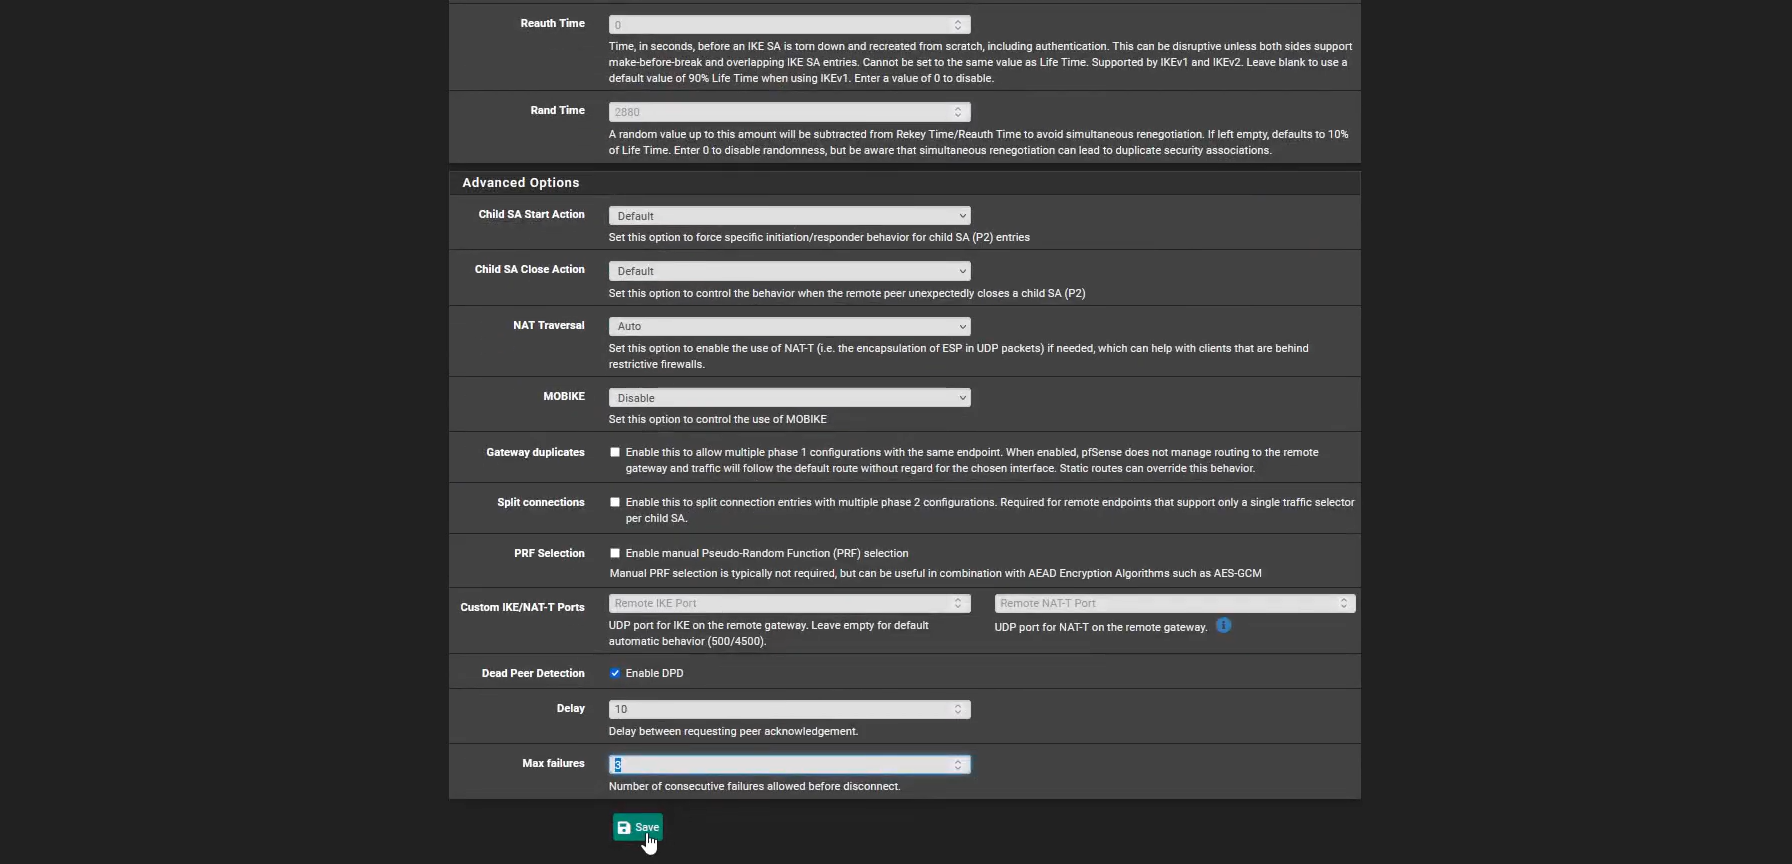 Reauth Time
0
Time, in seconds, before an IKE SA is torn down and recreated from scratch, including authentication. This can be disruptive unless both sides support
make-before-break and overlapping IKE SA entries. Cannot be set to the same value as Life Time. Supported by IKEv1 and IKEv2. Leave blank to use a
default value of 90% Life Time when using IKEv1. Enter a value of 0 to disable.
Rand Time
2880
A random value up to this amount will be subtracted from Rekey Time/Reauth Time to avoid simultaneous renegotiation. If left empty, defaults to 10%
of Life Time. Enter 0 to disable randomness, but be aware that simultaneous renegotiation can lead to duplicate security associations.
Advanced Options
Child SA Start Action
Default
Set this option to force specific initiation/responder behavior for child SA (P2) entries
Child SA Close Action
Default
Set this option to control the behavior when the remote peer unexpectedly closes a child SA (P2)
NAT Traversal
Auto
Set this option to enable the use of NAT-T (i.e. the encapsulation of ESP in UDP packets) if needed, which can help with clients that are behind
restrictive firewalls.
MOBIKE
Disable
Set this option to control the use of MOBIKE
Gateway duplicates
Enable this to allow multiple phase 1 configurations with the same endpoint. When enabled, pfSense does not manage routing to the remote
gateway and traffic will follow the default route without regard for the chosen interface. Static routes can override this behavior.
Split connections
Enable this to split connection entries with multiple phase 2 configurations. Required for remote endpoints that support only a single traffic selector
per child SA.
PRF Selection
Enable manual Pseudo-Random Function (PRF) selection
Manual PRF selection is typically not required, but can be useful in combination with AEAD Encryption Algorithms such as AES-GCM
Custom IKE/NAT-T Ports
Remote IKE Port
UDP port for IKE on the remote gateway. Leave empty for default
automatic behavior (500/4500).
Remote NAT-T Port
UDP port for NAT-T on the remote gateway.
Dead Peer Detection
Enable DPD
Delay
10
Delay between requesting peer acknowledgement.
Max failures
3
Number of consecutive failures allowed before disconnect.
Save